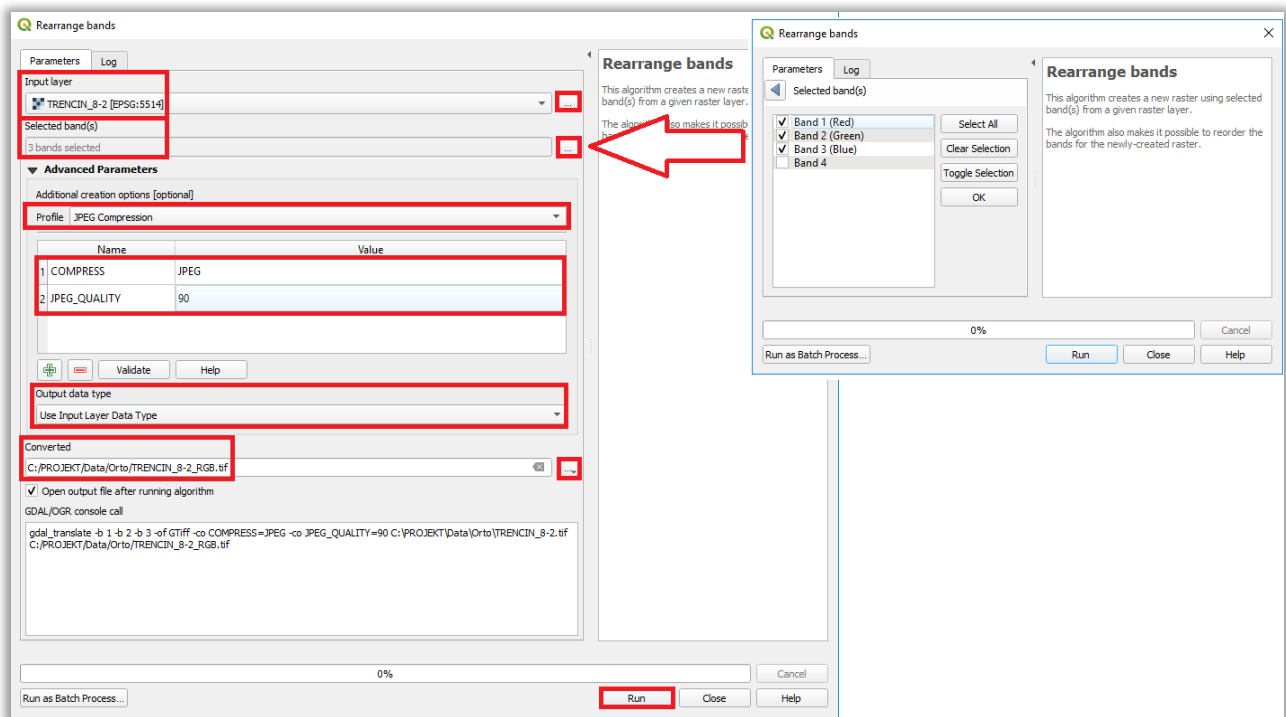 Rearrange bands
Parameters Log
Input layer
TRENCIN_8-2 [EPSG:5514]
...
Selected band(s)
3 bands selected
...
Advanced Parameters
Additional creation options [optional]
Profile JPEG Compression
Name Value
1 COMPRESS JPEG
2 JPEG_QUALITY 90
Validate Help
Output data type
Use Input Layer Data Type
Converted
C:/PROJEKT/Data/Orto/TRENCIN_8-2_RGB.tif
...
Open output file after running algorithm
GDAL/OGR console call
gdal_translate -b 1 -b 2 -b 3 -of GTiff -co COMPRESS=JPEG -co JPEG_QUALITY=90 C:\PROJEKT\Data\Orto\TRENCIN_8-2.tif
C:/PROJEKT/Data/Orto/TRENCIN_8-2_RGB.tif
0% Cancel
Run as Batch Process... Run Close Help
Rearrange bands
This algorithm creates a new raste
band(s) from a given raster layer.
The algorithm also makes it possib
Rearrange bands
Parameters Log
Selected band(s)
Band 1 (Red)
Band 2 (Green)
Band 3 (Blue)
Band 4
Select All
Clear Selection
Toggle Selection
OK
Rearrange bands
This algorithm creates a new raster using selected
band(s) from a given raster layer.
The algorithm also makes it possible to reorder the
bands for the newly-created raster.
0% Cancel
Run as Batch Process... Run Close Help